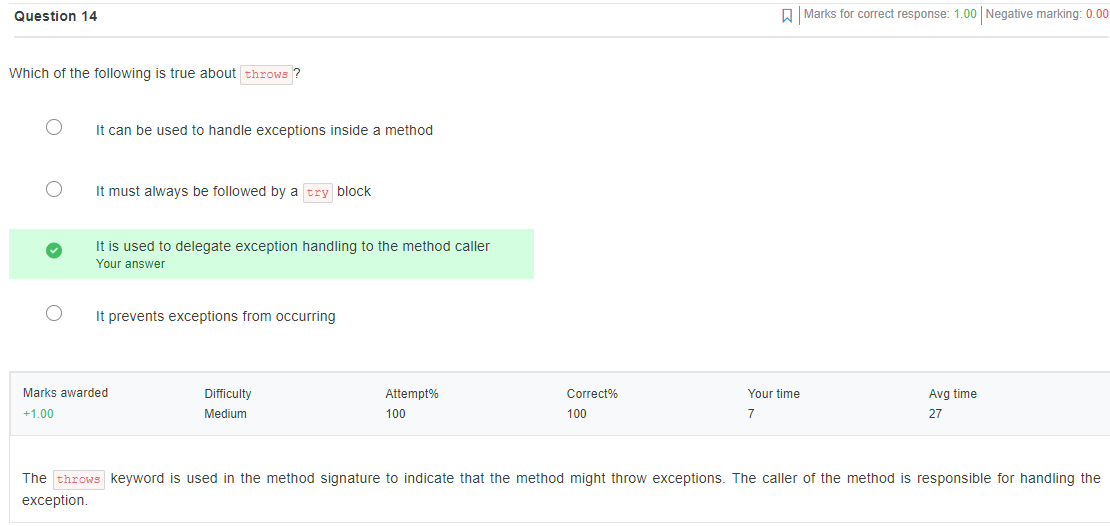 Question 14
Marks for correct response: 1.00 Negative marking: 0.00
Which of the following is true about throws?
It can be used to handle exceptions inside a method
It must always be followed by a try block
It is used to delegate exception handling to the method caller
Your answer
It prevents exceptions from occurring
Marks awarded Difficulty Attempt% Correct% Your time Avg time
+1.00 Medium 100 100 7 27
The throws keyword is used in the method signature to indicate that the method might throw exceptions. The caller of the method is responsible for handling the
exception.